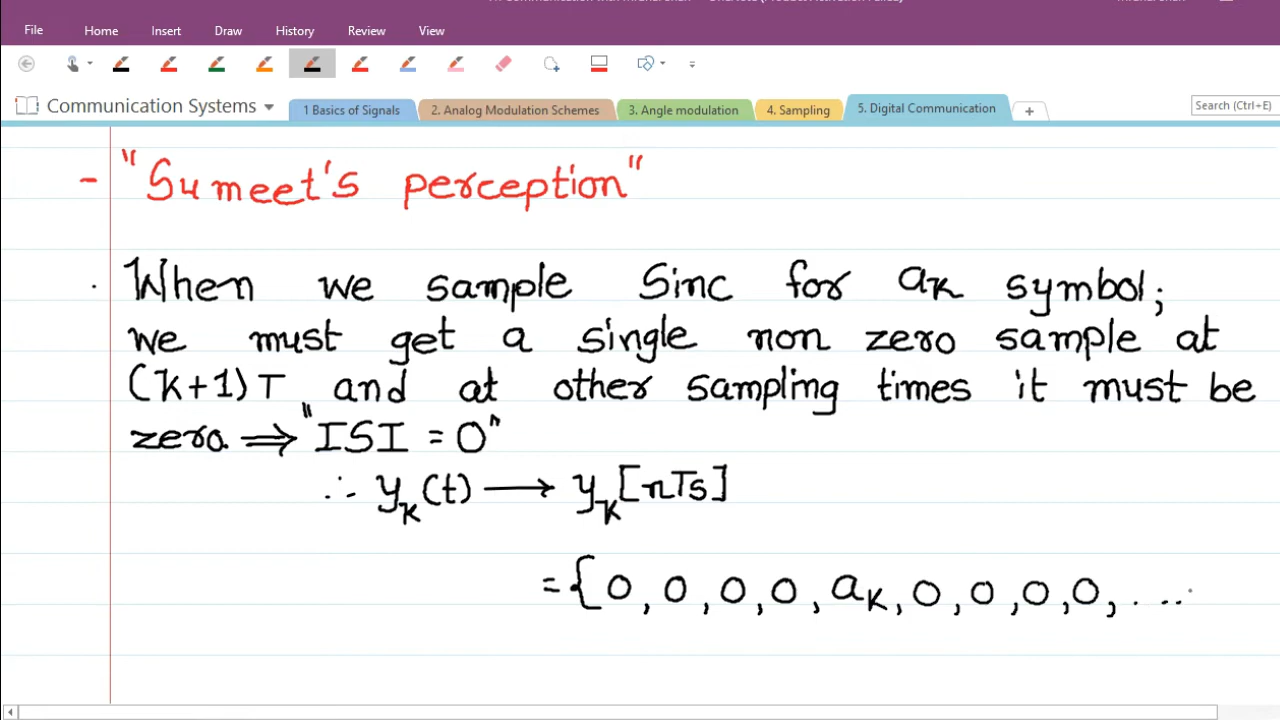 File Home Insert Draw History Review View
Communication Systems 1 Basics of Signals 2. Analog Modulation Schemes 3. Angle modulation 4. Sampling 5. Digital Communication + Search (Ctrl+E)
- "Sumeet's perception"
. When we sample Sinc for aK symbol;
we must get a single non zero sample at
(k+1)T and at other sampling times it must be
zero ⇒ "ISI = 0"
∴ yK(t) → yK[nTs]
= {0, 0, 0, 0, aK, 0, 0, 0, 0, ....